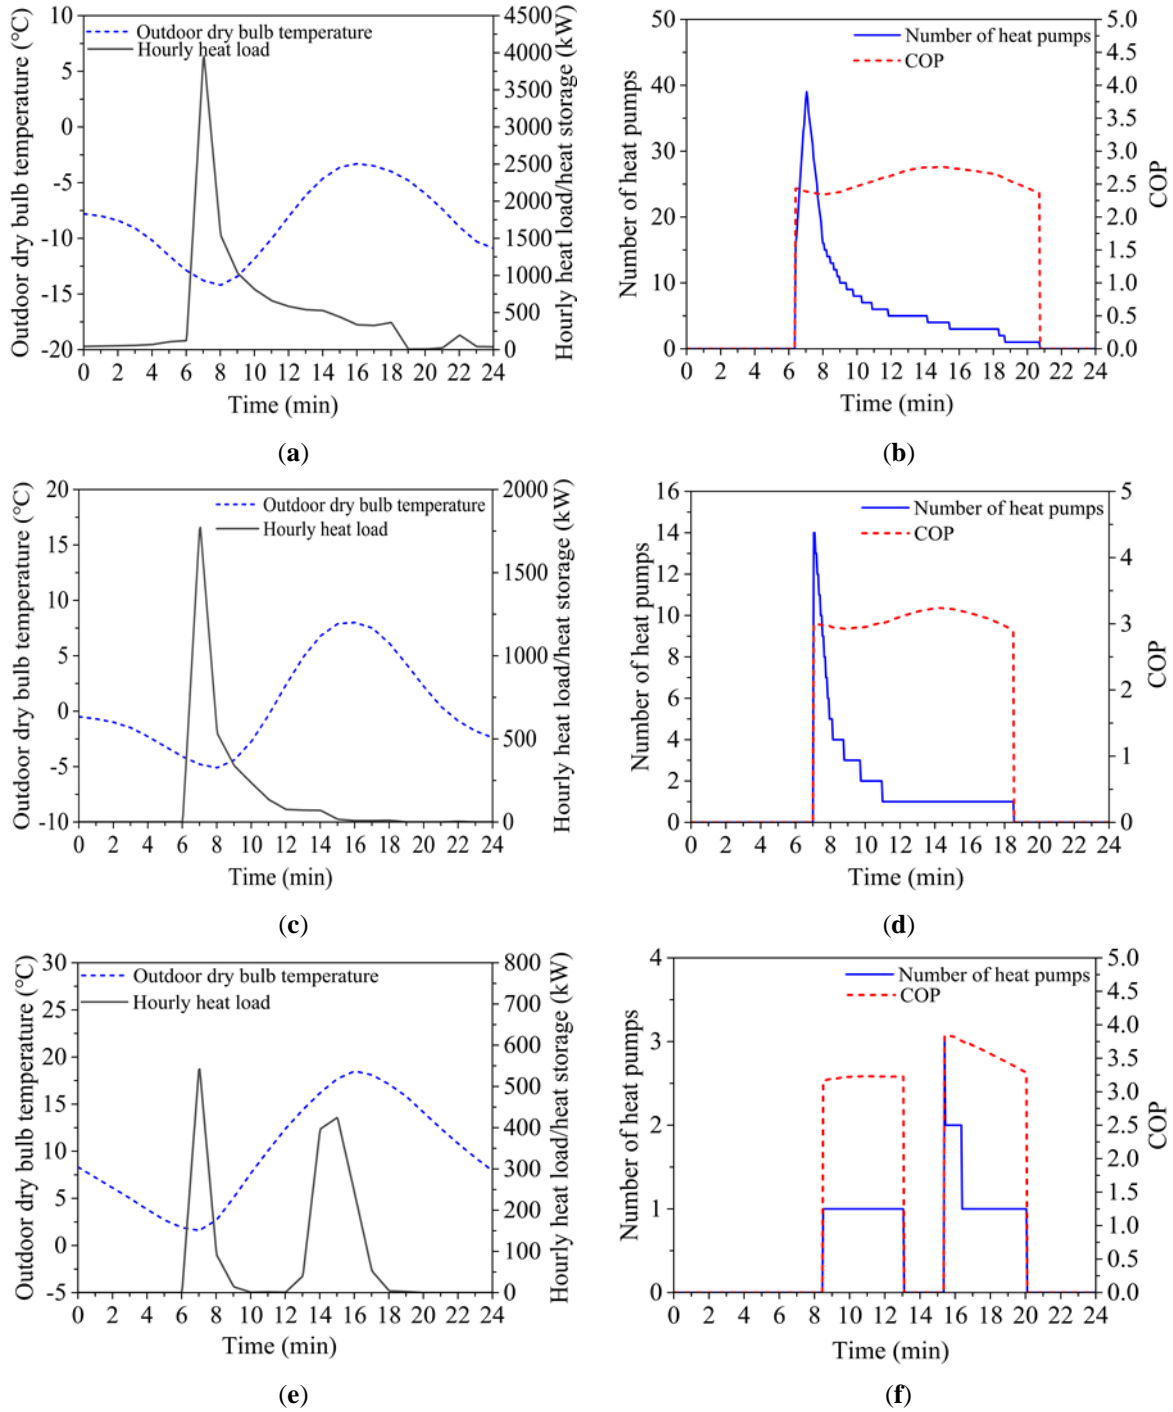 Outdoor dry bulb temperature (°C)
10
5
0
-5
-10
-15
-20
Outdoor dry bulb temperature
Hourly heat load
4500
4000
3500
3000
2500
2000
1500
1000
500
0
Hourly heat load/heat storage (kW)
0 2 4 6 8 10 12 14 16 18 20 22 24
Time (min)
(a)
Number of heat pumps
50
40
30
20
10
0
Number of heat pumps
COP
5.0
4.5
4.0
3.5
3.0
2.5
2.0
1.5
1.0
0.5
0.0
COP
0 2 4 6 8 10 12 14 16 18 20 22 24
Time (min)
(b)
Outdoor dry bulb temperature (°C)
20
15
10
5
0
-5
-10
Outdoor dry bulb temperature
Hourly heat load
2000
1500
1000
500
0
Hourly heat load/heat storage (kW)
0 2 4 6 8 10 12 14 16 18 20 22 24
Time (min)
(c)
Number of heat pumps
16
14
12
10
8
6
4
2
0
Number of heat pumps
COP
5
4
3
2
1
0
COP
0 2 4 6 8 10 12 14 16 18 20 22 24
Time (min)
(d)
Outdoor dry bulb temperature (°C)
30
25
20
15
10
5
0
-5
Outdoor dry bulb temperature
Hourly heat load
800
700
600
500
400
300
200
100
0
Hourly heat load/heat storage (kW)
0 2 4 6 8 10 12 14 16 18 20 22 24
Time (min)
(e)
Number of heat pumps
4
3
2
1
0
Number of heat pumps
COP
5.0
4.5
4.0
3.5
3.0
2.5
2.0
1.5
1.0
0.5
0.0
COP
0 2 4 6 8 10 12 14 16 18 20 22 24
Time (min)
(f)